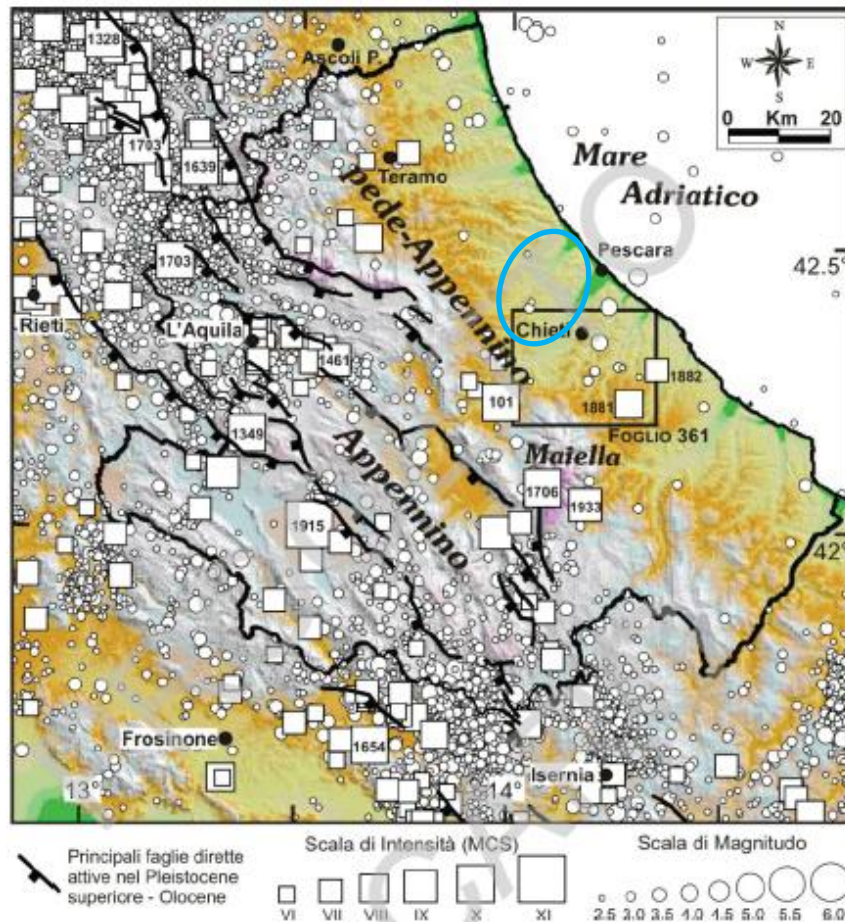 1328
Ascoli P.
N
W E
S
0 Km 20
1703
1639
Teramo
Mare
Adriatico
pede-Appennino
1703
Pescara
42.5°
Rieti
L'Aquila
Chieti
1461
1882
101
1881
1349
FOGLIO 361
Appennino
Maiella
1706
1933
1915
42°
Frosinone
1654
Isernia
13°
14°
Principali faglie dirette
attive nel Pleistocene
superiore - Olocene
Scala di Intensità (MCS)
VI VII VIII IX X XI
Scala di Magnitudo
2.5 3.0 3.5 4.0 4.5 5.0 5.5 6.0